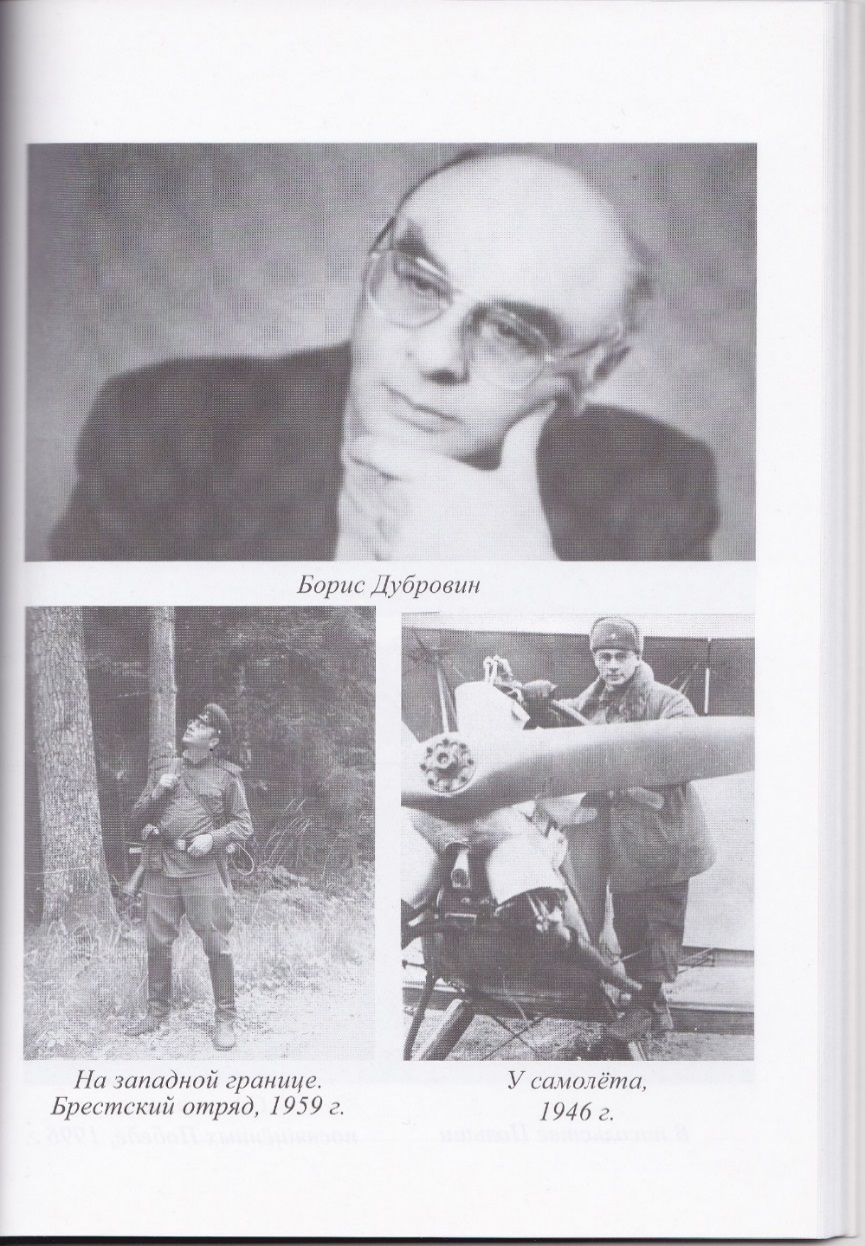 Борис Дубровин
На западной границе.
Брестский отряд, 1959 г.
У самолёта,
1946 г.